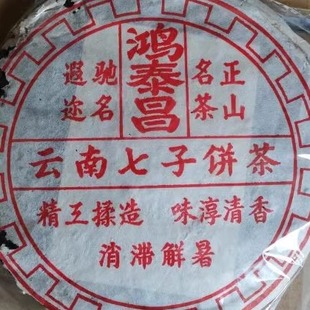 鸿泰昌
正山
名茶
驰名
遐迩
云南七子饼茶
精工揉造 味淳清香
消滞解暑